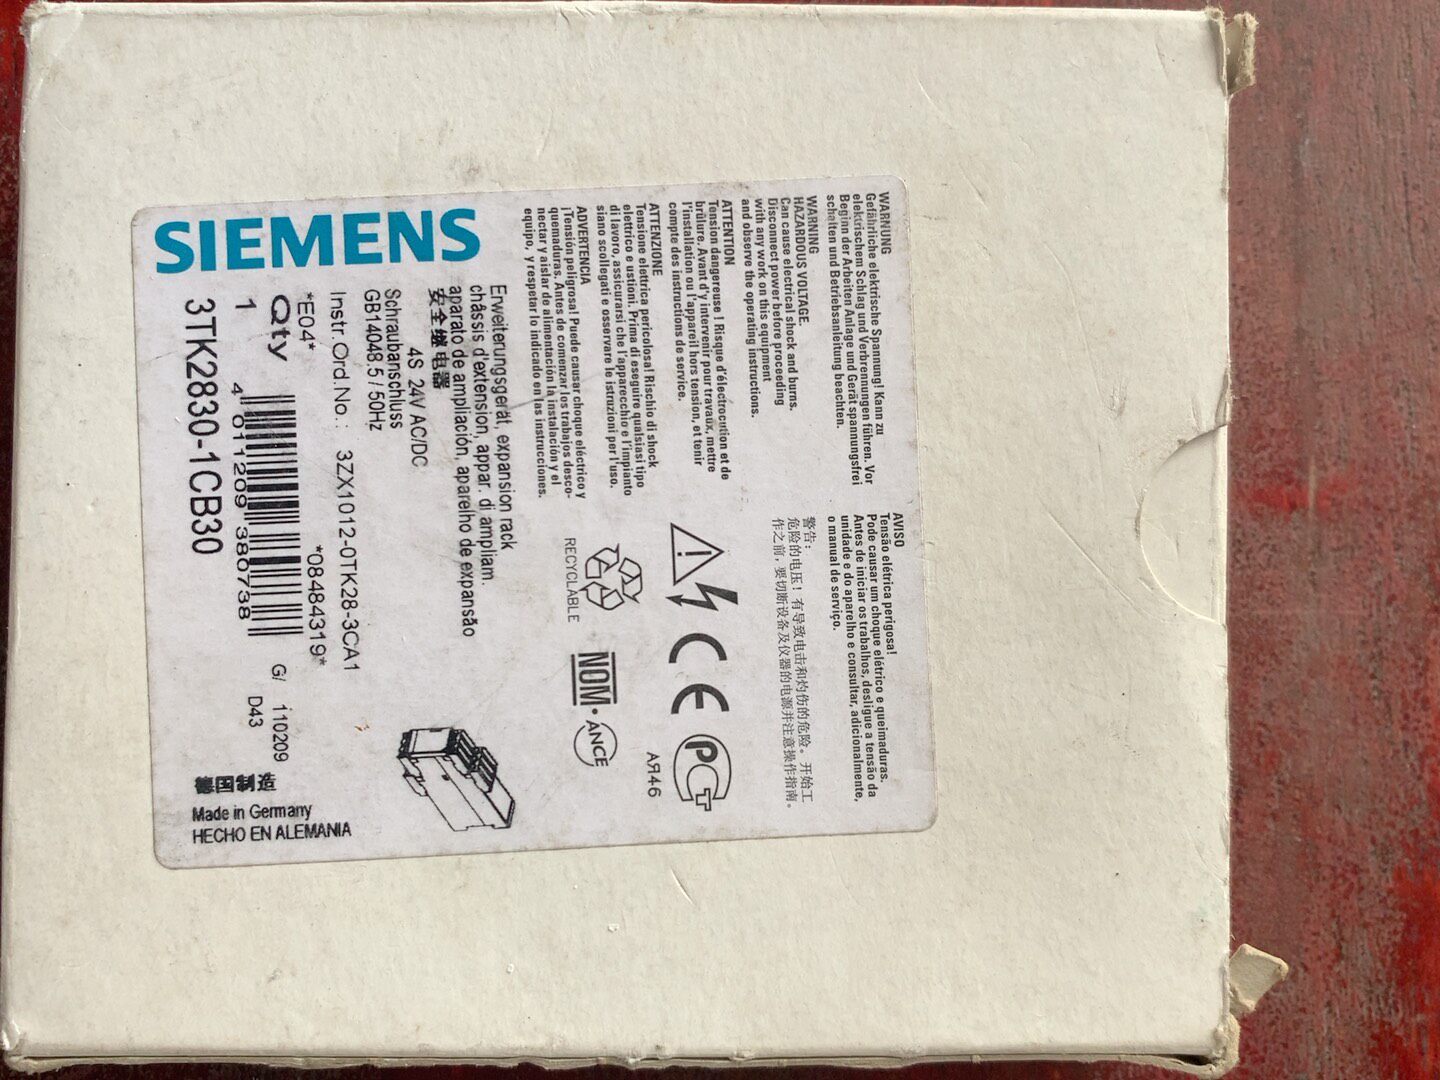 WARNUNG
Gefährliche elektrische Spannung! Kann zu
elektrischem Schlag und Verbrennungen führen. Vor
Beginn der Arbeiten Anlage und Gerät spannungsfrei
schalten und Betriebsanleitung beachten.
WARNING
HAZARDOUS VOLTAGE.
Can cause electrical shock and burns.
Disconnect power before proceeding
with any work on this equipment
and observe the operating instructions.
ATTENTION
Tension dangereuse ! Risque d'électrocution et de
brûlure. Avant d'y intervenir pour travaux, mettre
l'installation ou l'appareil hors tension, et tenir
compte des instructions de service.
ATTENZIONE
Tensione elettrica pericolosa! Rischio di shock
elettrico e ustioni. Prima di eseguire qualsiasi tipo
di lavoro, assicurarsi che l'apparecchio e l'impianto
siano scollegati e osservare le istruzioni per l'uso.
ADVERTENCIA
¡Tensión peligrosa! Puede causar choque eléctrico y
quemaduras. Antes de comenzar los trabajos desco-
nectar y aislar de alimentación la instalación y el
equipo, y respetar lo indicado en las instrucciones.
AVISO
Tensão elétrica perigosa!
Pode causar um choque elétrico e queimaduras.
Antes de iniciar os trabalhos, desligue a tensão da
unidade e do aparelho e consultar, adicionalmente,
o manual de serviço.
警告:
危险的电压! 有导致电击和灼伤的危险。开始工
作之前, 要切断设备及仪器的电源并注意操作指南。
CE
PCT
АЯ46
RECYCLABLE
NOM·ANCE
Erweiterungsgerät, expansion rack
châssis d'extension, appar. di ampliam.
aparato de ampliación, aparelho de expansão
安全继电器
4S 24V AC/DC
Schraubanschluss
GB14048.5 / 50Hz
Instr.Ord.No.: 3ZX1012-0TK28-3CA1
*E04* *08484319*
Qty
1
4 011209 380738
G/ 110209
D43
3TK2830-1CB30
SIEMENS
德国制造
Made in Germany
HECHO EN ALEMANIA